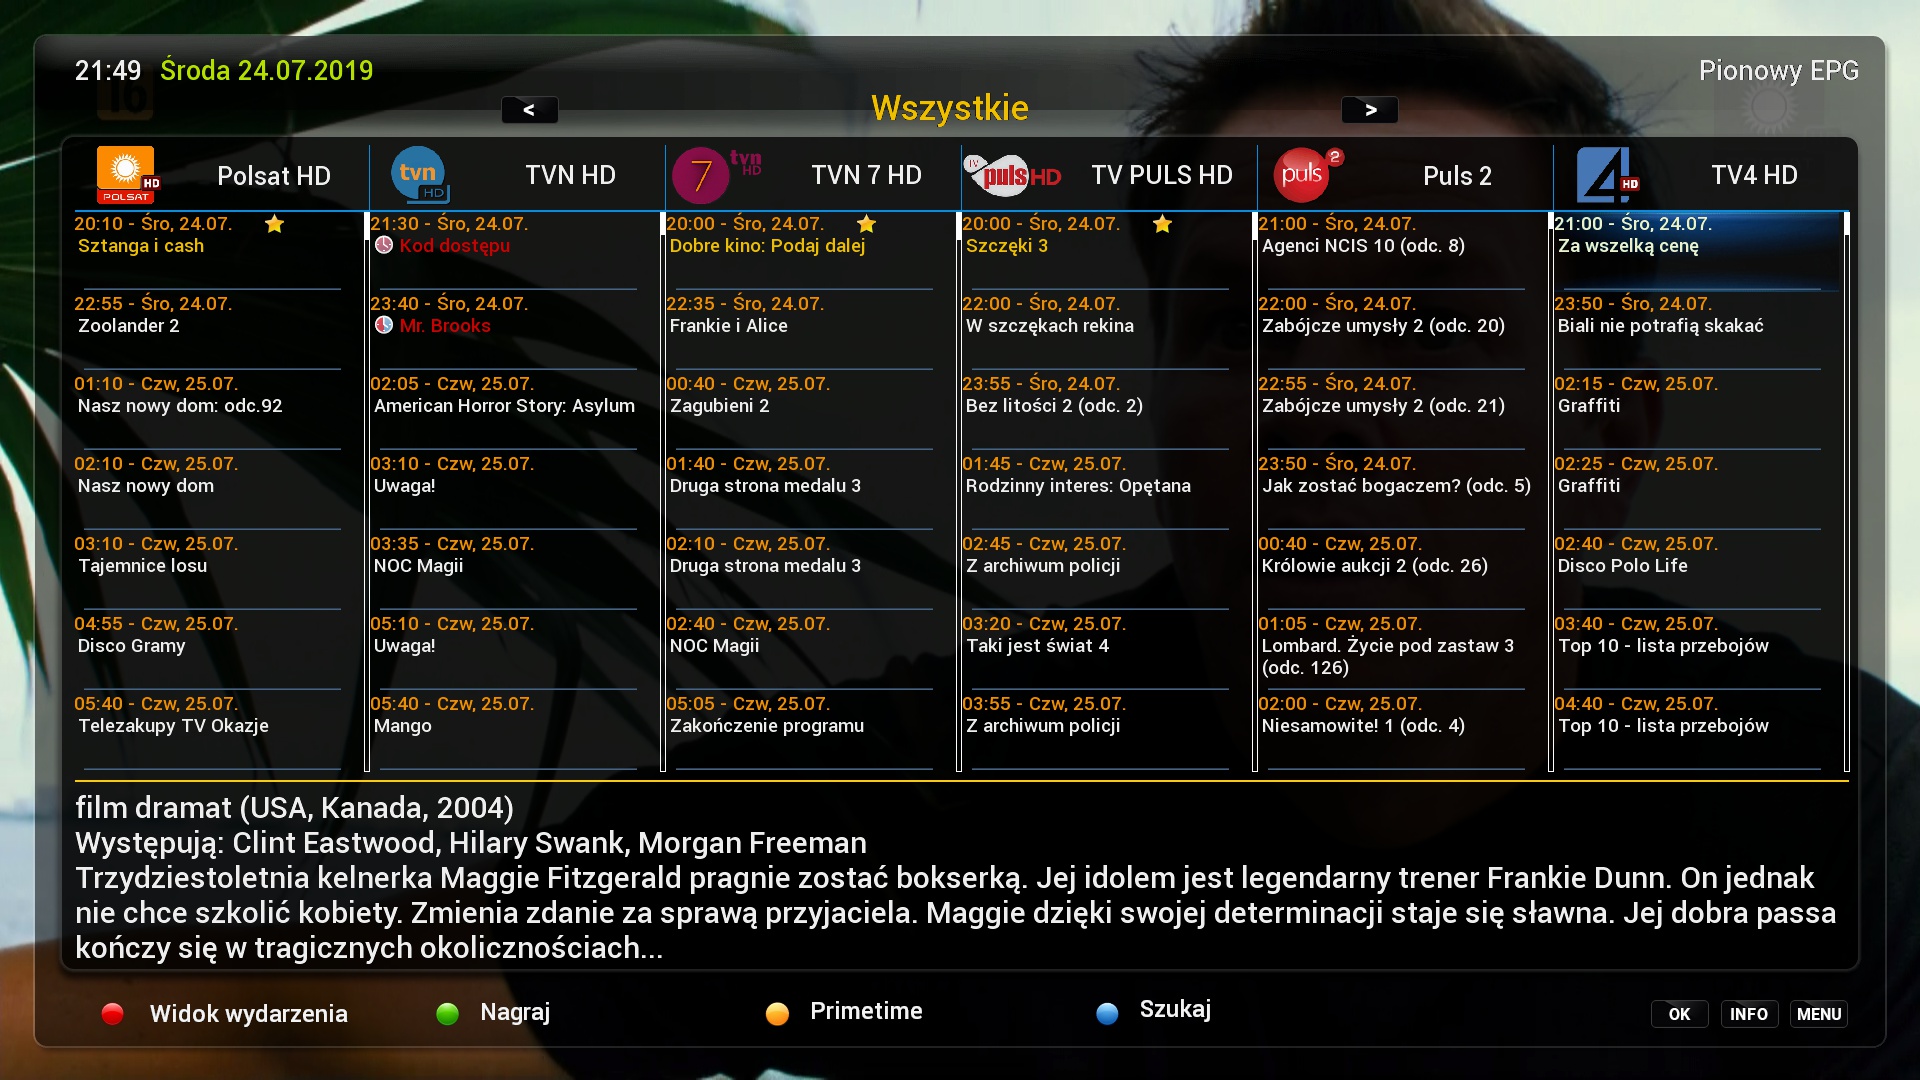 21:49 Środa 24.07.2019
Pionowy EPG
16
< Wszystkie >
HD
POLSAT
Polsat HD
tvn
HD
TVN HD
7 tvn
HD
TVN 7 HD
TV puls HD
TV PULS HD
puls 2
Puls 2
4 HD
TV4 HD
20:10 - Śro, 24.07.
Sztanga i cash
22:55 - Śro, 24.07.
Zoolander 2
01:10 - Czw, 25.07.
Nasz nowy dom: odc.92
02:10 - Czw, 25.07.
Nasz nowy dom
03:10 - Czw, 25.07.
Tajemnice losu
04:55 - Czw, 25.07.
Disco Gramy
05:40 - Czw, 25.07.
Telezakupy TV Okazje
21:30 - Śro, 24.07.
Kod dostępu
23:40 - Śro, 24.07.
Mr. Brooks
02:05 - Czw, 25.07.
American Horror Story: Asylum
03:10 - Czw, 25.07.
Uwaga!
03:35 - Czw, 25.07.
NOC Magii
05:10 - Czw, 25.07.
Uwaga!
05:40 - Czw, 25.07.
Mango
20:00 - Śro, 24.07.
Dobre kino: Podaj dalej
22:35 - Śro, 24.07.
Frankie i Alice
00:40 - Czw, 25.07.
Zagubieni 2
01:40 - Czw, 25.07.
Druga strona medalu 3
02:10 - Czw, 25.07.
Druga strona medalu 3
02:40 - Czw, 25.07.
NOC Magii
05:05 - Czw, 25.07.
Zakończenie programu
20:00 - Śro, 24.07.
Szczęki 3
22:00 - Śro, 24.07.
W szczękach rekina
23:55 - Śro, 24.07.
Bez litości 2 (odc. 2)
01:45 - Czw, 25.07.
Rodzinny interes: Opętana
02:45 - Czw, 25.07.
Z archiwum policji
03:20 - Czw, 25.07.
Taki jest świat 4
03:55 - Czw, 25.07.
Z archiwum policji
21:00 - Śro, 24.07.
Agenci NCIS 10 (odc. 8)
22:00 - Śro, 24.07.
Zabójcze umysły 2 (odc. 20)
22:55 - Śro, 24.07.
Zabójcze umysły 2 (odc. 21)
23:50 - Śro, 24.07.
Jak zostać bogaczem? (odc. 5)
00:40 - Czw, 25.07.
Królowie aukcji 2 (odc. 26)
01:05 - Czw, 25.07.
Lombard. Życie pod zastaw 3
(odc. 126)
02:00 - Czw, 25.07.
Niesamowite! 1 (odc. 4)
21:00 - Śro, 24.07.
Za wszelką cenę
23:50 - Śro, 24.07.
Biali nie potrafią skakać
02:15 - Czw, 25.07.
Graffiti
02:25 - Czw, 25.07.
Graffiti
02:40 - Czw, 25.07.
Disco Polo Life
03:40 - Czw, 25.07.
Top 10 - lista przebojów
04:40 - Czw, 25.07.
Top 10 - lista przebojów
film dramat (USA, Kanada, 2004)
Występują: Clint Eastwood, Hilary Swank, Morgan Freeman
Trzydziestoletnia kelnerka Maggie Fitzgerald pragnie zostać bokserką. Jej idolem jest legendarny trener Frankie Dunn. On jednak
nie chce szkolić kobiety. Zmienia zdanie za sprawą przyjaciela. Maggie dzięki swojej determinacji staje się sławna. Jej dobra passa
kończy się w tragicznych okolicznościach...
Widok wydarzenia
Nagraj
Primetime
Szukaj
OK INFO MENU